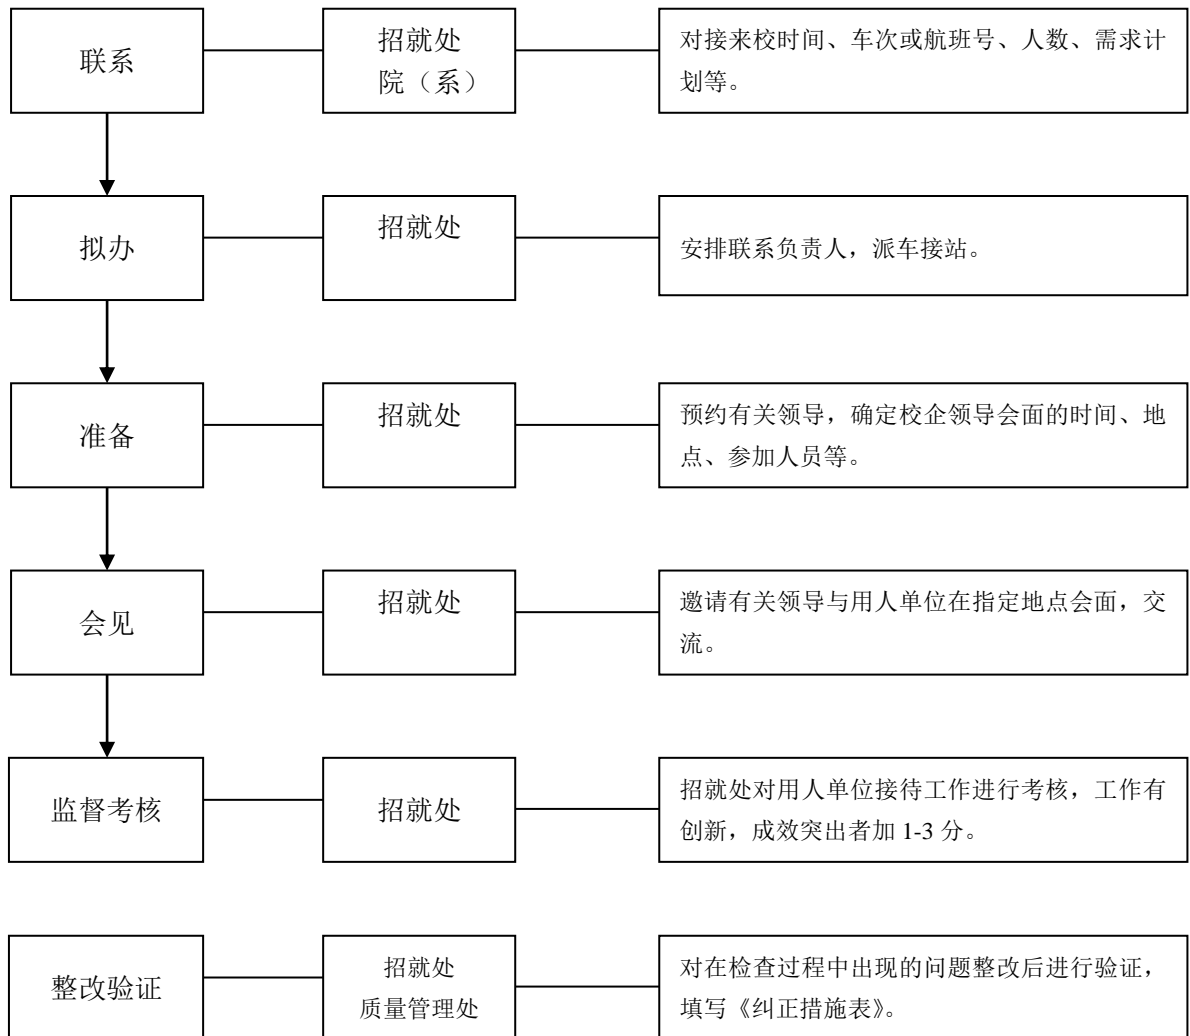 联系
招就处
院（系）
对接来校时间、车次或航班号、人数、需求计
划等。
拟办
招就处
安排联系负责人，派车接站。
准备
招就处
预约有关领导，确定校企领导会面的时间、地
点、参加人员等。
会见
招就处
邀请有关领导与用人单位在指定地点会面，交
流。
监督考核
招就处
招就处对用人单位接待工作进行考核，工作有
创新，成效突出者加 1-3 分。
整改验证
招就处
质量管理处
对在检查过程中出现的问题整改后进行验证，
填写《纠正措施表》。